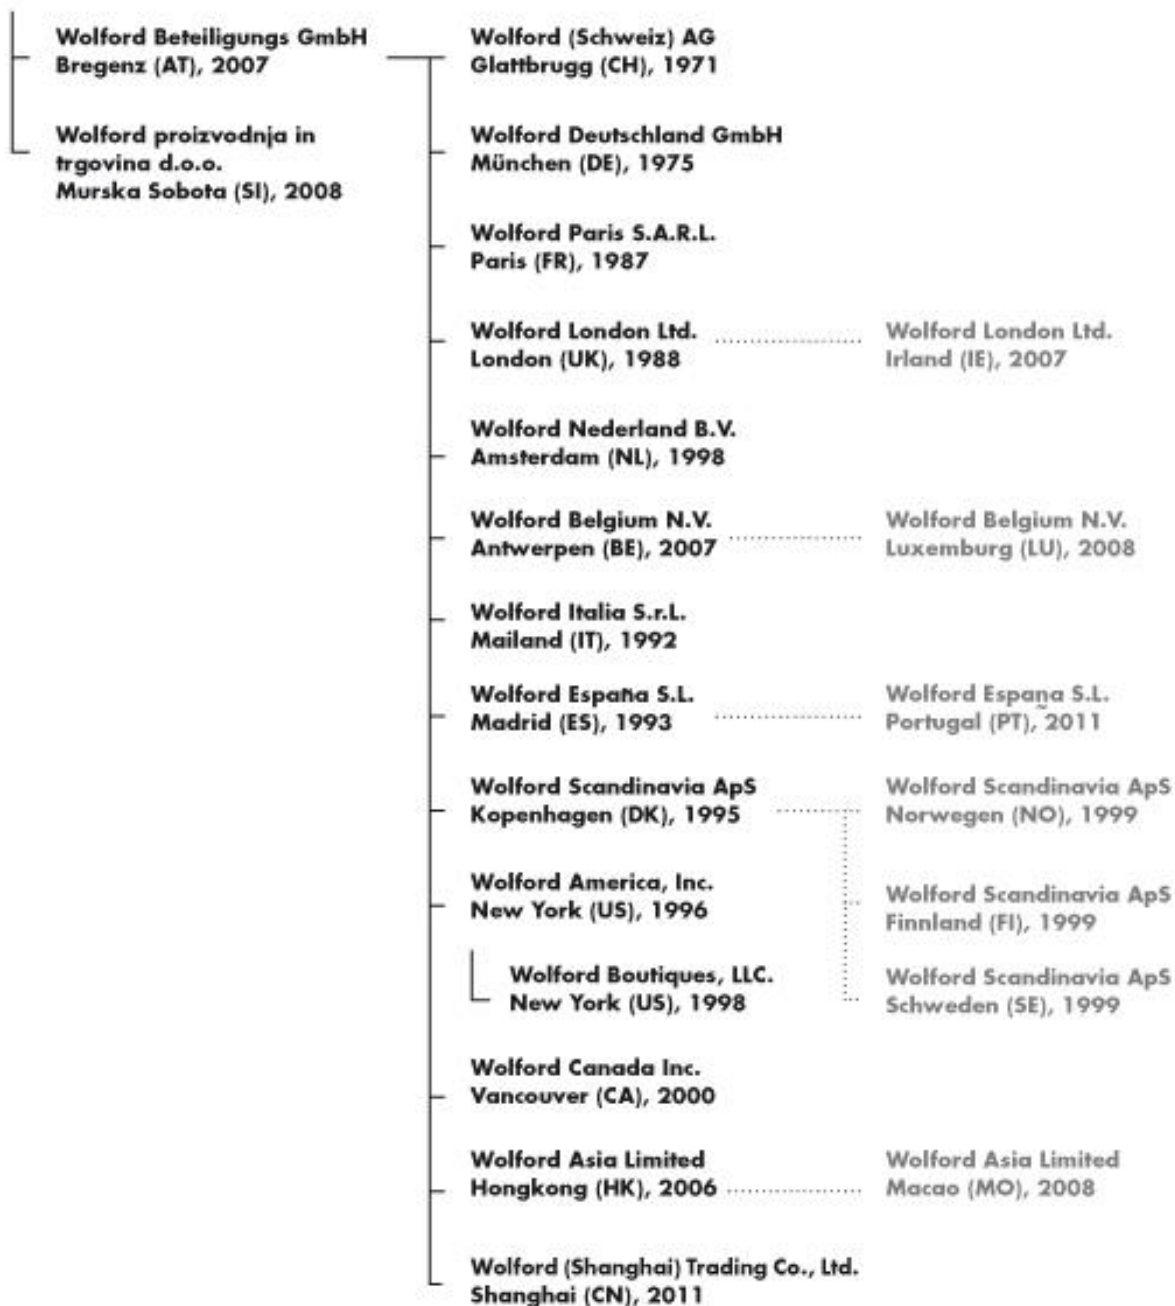 Wolford Beteiligungs GmbH
Bregenz (AT), 2007
Wolford proizvodnja in
trgovina d.o.o.
Murska Sobota (SI), 2008
Wolford (Schweiz) AG
Glattbrugg (CH), 1971
Wolford Deutschland GmbH
München (DE), 1975
Wolford Paris S.A.R.L.
Paris (FR), 1987
Wolford London Ltd.
London (UK), 1988
Wolford London Ltd.
Irland (IE), 2007
Wolford Nederland B.V.
Amsterdam (NL), 1998
Wolford Belgium N.V.
Antwerpen (BE), 2007
Wolford Belgium N.V.
Luxemburg (LU), 2008
Wolford Italia S.r.L.
Mailand (IT), 1992
Wolford España S.L.
Madrid (ES), 1993
Wolford Espana S.L.
Portugal (PT), ~2011
Wolford Scandinavia ApS
Kopenhagen (DK), 1995
Wolford Scandinavia ApS
Norwegen (NO), 1999
Wolford Scandinavia ApS
Finnland (FI), 1999
Wolford Scandinavia ApS
Schweden (SE), 1999
Wolford America, Inc.
New York (US), 1996
Wolford Boutiques, LLC.
New York (US), 1998
Wolford Canada Inc.
Vancouver (CA), 2000
Wolford Asia Limited
Hongkong (HK), 2006
Wolford Asia Limited
Macao (MO), 2008
Wolford (Shanghai) Trading Co., Ltd.
Shanghai (CN), 2011